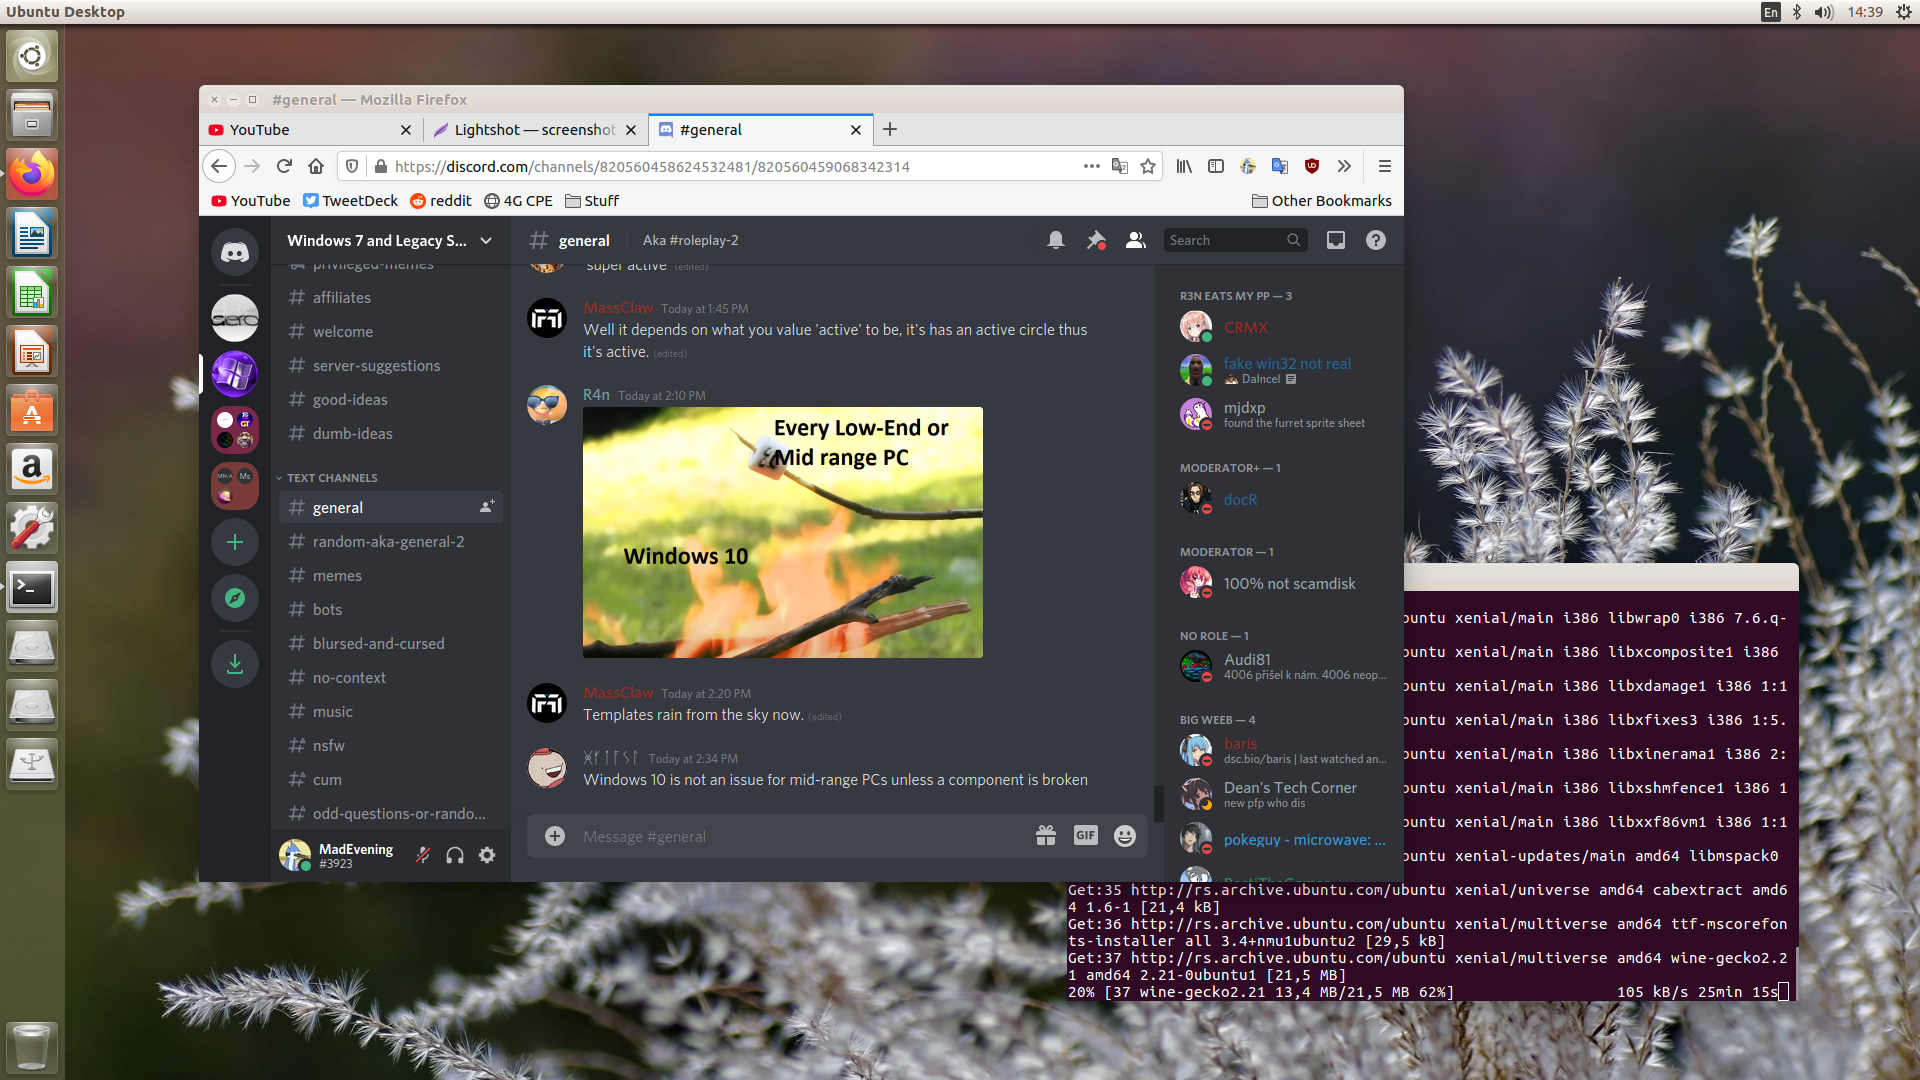 Ubuntu Desktop
En
14:39
#general — Mozilla Firefox
YouTube
Lightshot — screenshot
#general
https://discord.com/channels/820560458624532481/820560459068342314
YouTube
TweetDeck
reddit
4G CPE
Stuff
Other Bookmarks
Windows 7 and Legacy S...
general
Aka #roleplay-2
Search
privileged-memes
affiliates
welcome
server-suggestions
good-ideas
dumb-ideas
TEXT CHANNELS
general
random-aka-general-2
memes
bots
blursed-and-cursed
no-context
music
nsfw
cum
odd-questions-or-rando...
MadEvening
#3923
super active (edited)
MassClaw Today at 1:45 PM
Well it depends on what you value 'active' to be, it's has an active circle thus
it's active. (edited)
R4n Today at 2:10 PM
Every Low-End or
Mid range PC
Windows 10
MassClaw Today at 2:20 PM
Templates rain from the sky now. (edited)
Today at 2:34 PM
Windows 10 is not an issue for mid-range PCs unless a component is broken
Message #general
GIF
R3N EATS MY PP — 3
CRMX
fake win32 not real
DaIncel
mjdxp
found the furret sprite sheet
MODERATOR+ — 1
docR
MODERATOR — 1
100% not scamdisk
NO ROLE — 1
Audi81
4006 přišel k nám. 4006 neop...
BIG WEEB — 4
baris
dsc.bio/baris | last watched an...
Dean's Tech Corner
new pfp who dis
pokeguy - microwave: ...
buntu xenial/main i386 libwrap0 i386 7.6.q-
buntu xenial/main i386 libxcomposite1 i386
buntu xenial/main i386 libxdamage1 i386 1:1
buntu xenial/main i386 libxfixes3 i386 1:5.
buntu xenial/main i386 libxinerama1 i386 2:
buntu xenial/main i386 libxshmfence1 i386 1
buntu xenial/main i386 libxxf86vm1 i386 1:1
buntu xenial-updates/main amd64 libmspack0
Get:35 http://rs.archive.ubuntu.com/ubuntu xenial/universe amd64 cabextract amd6
4 1.6-1 [21,4 kB]
Get:36 http://rs.archive.ubuntu.com/ubuntu xenial/multiverse amd64 ttf-mscorefon
ts-installer all 3.4+nmu1ubuntu2 [29,5 kB]
Get:37 http://rs.archive.ubuntu.com/ubuntu xenial/multiverse amd64 wine-gecko2.2
1 amd64 2.21-0ubuntu1 [21,5 MB]
20% [37 wine-gecko2.21 13,4 MB/21,5 MB 62%] 105 kB/s 25min 15s